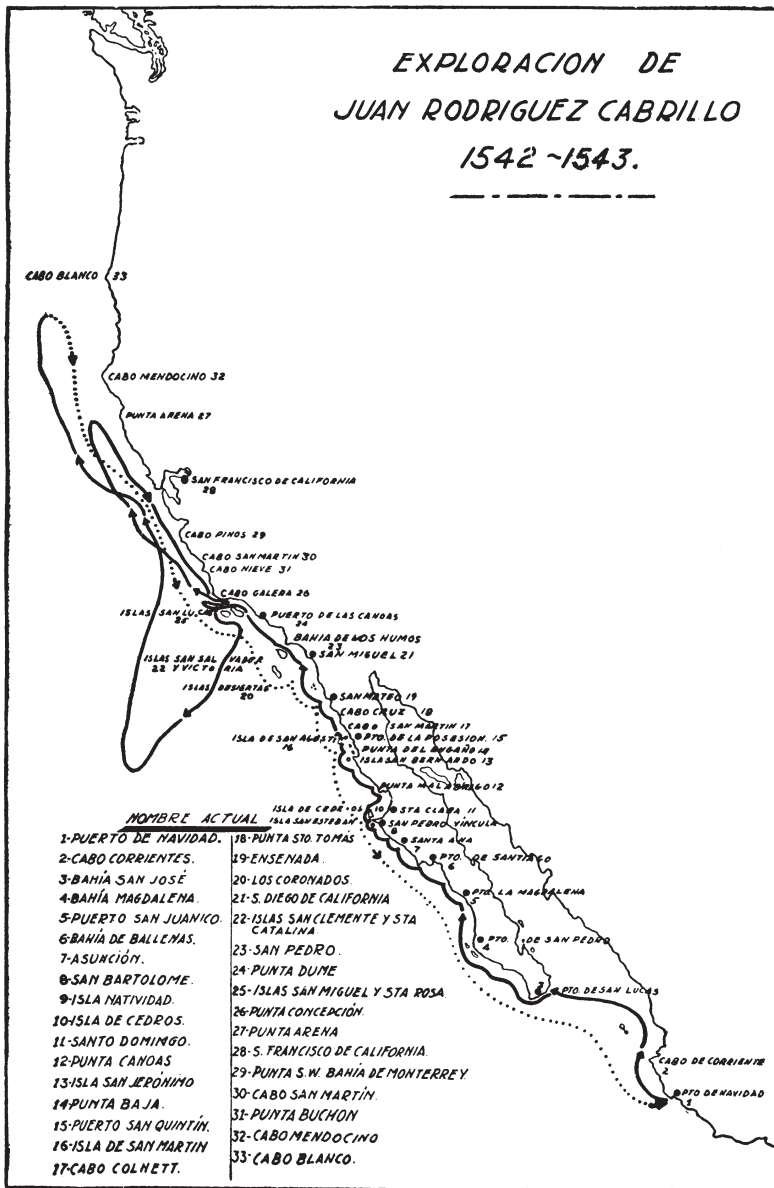 EXPLORACION DE
JUAN RODRIGUEZ CABRILLO
1542~1543.
CABO BLANCO 33
CABO MENDOCINO 32
PUNTA ARENA 27
SAN FRANCISCO DE CALIFORNIA
28
CABO PINOS 29
CABO SAN MARTIN 30
CABO NIEVE 31
CABO GALERA 26
ISLAS SAN LUCAS
25
PUERTO DE LAS CANOAS
24
BAHIA DE LOS HUMOS
23
SAN MIGUEL 21
ISLAS SAN SALVADOR
22 Y VICTORIA
ISLAS DESIERTAS
20
SAN MATEO 19
CABO CRUZ 18
CABO SAN MARTIN 17
ISLA DE SAN AGUSTIN
16
PTO. DE LA POSESION 15
PUNTA DEL ENGAÑO 14
ISLA SAN BERNARDO 13
PUNTA MAL ABRIGO 12
ISLA DE CEDROS 10
STA CLARA 11
ISLA SAN ESTEBAN 9
SAN PEDRO VÍNCULA
8
SANTA ANA
7
PTO. DE SANTIAGO
6
PTO. LA MAGDALENA
5
PTO. DE SAN PEDRO
4
3
PTO. DE SAN LUCAS
CABO DE CORRIENTE
2
PTO DE NAVIDAD
1
NOMBRE ACTUAL
1-PUERTO DE NAVIDAD.
2-CABO CORRIENTES.
3-BAHÍA SAN JOSÉ
4-BAHÍA MAGDALENA.
5-PUERTO SAN JUANICO.
6-BAHÍA DE BALLENAS.
7-ASUNCIÓN.
8-SAN BARTOLOME.
9-ISLA NATIVIDAD.
10-ISLA DE CEDROS.
11-SANTO DOMINGO.
12-PUNTA CANOAS
13-ISLA SAN JERÓNIMO
14-PUNTA BAJA.
15-PUERTO SAN QUINTÍN.
16-ISLA DE SAN MARTIN
17-CABO COLNETT.
18-PUNTA STO. TOMÁS
19-ENSENADA.
20-LOS CORONADOS.
21-S. DIEGO DE CALIFORNIA
22-ISLAS SAN CLEMENTE Y STA
CATALINA.
23-SAN PEDRO.
24-PUNTA DUME
25-ISLAS SAN MIGUEL Y STA ROSA
26-PUNTA CONCEPCIÓN.
27-PUNTA ARENA
28-S. FRANCISCO DE CALIFORNIA.
29-PUNTA S.W. BAHÍA DE MONTERREY.
30-CABO SAN MARTÍN.
31-PUNTA BUCHON
32-CABO MENDOCINO
33-CABO BLANCO.